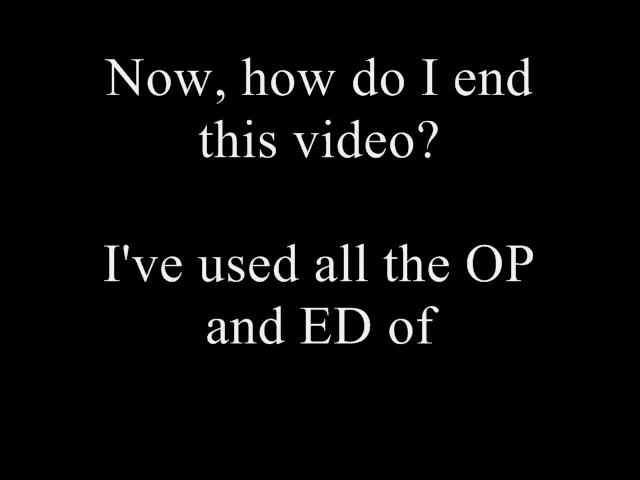 Now, how do I end
this video?
I've used all the OP
and ED of